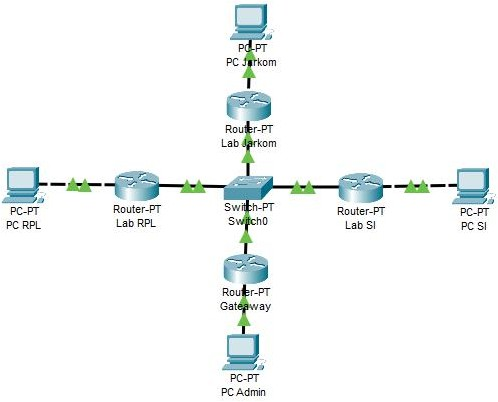 PC-PT
PC Jarkom
Router-PT
Lab Jarkom
PC-PT
PC RPL
Router-PT
Lab RPL
Switch-PT
Switch0
Router-PT
Lab SI
PC-PT
PC SI
Router-PT
Gateaway
PC-PT
PC Admin